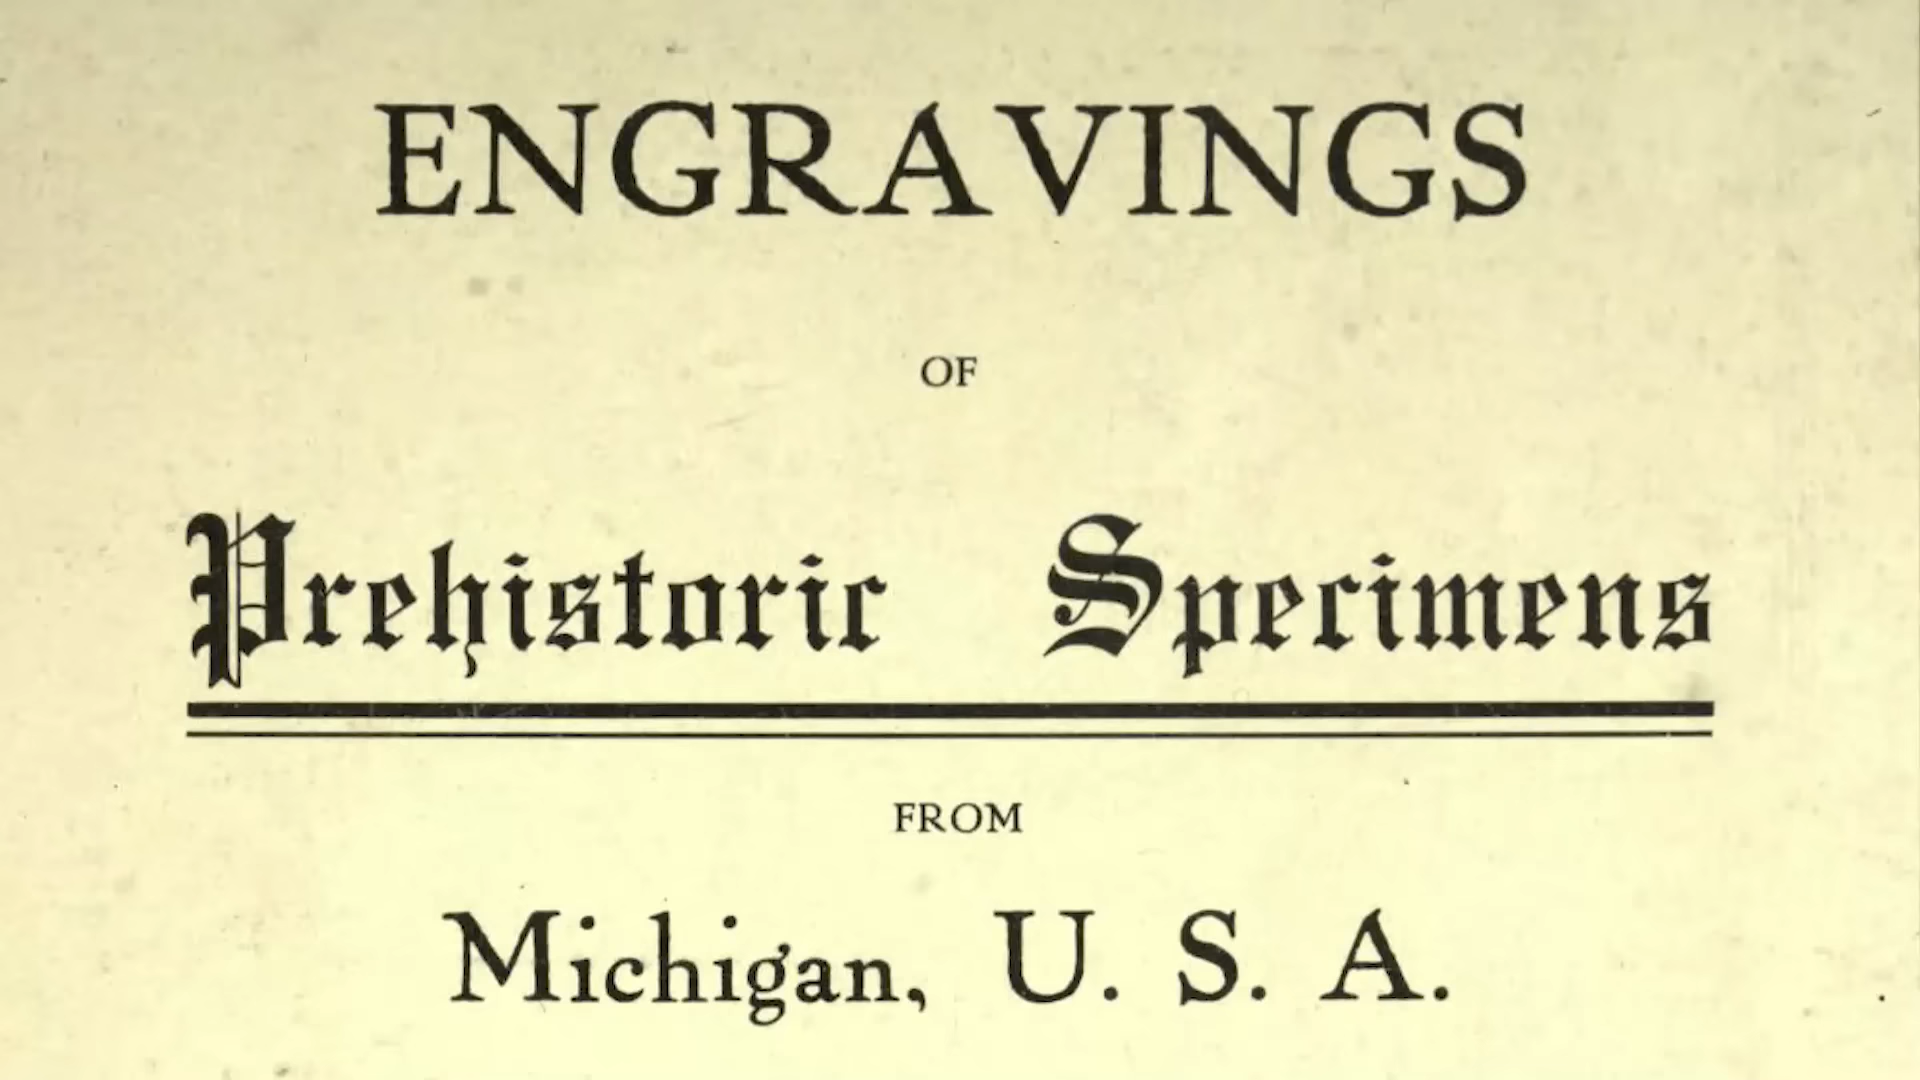 ENGRAVINGS
OF
Prehistoric Specimens
FROM
Michigan, U. S. A.